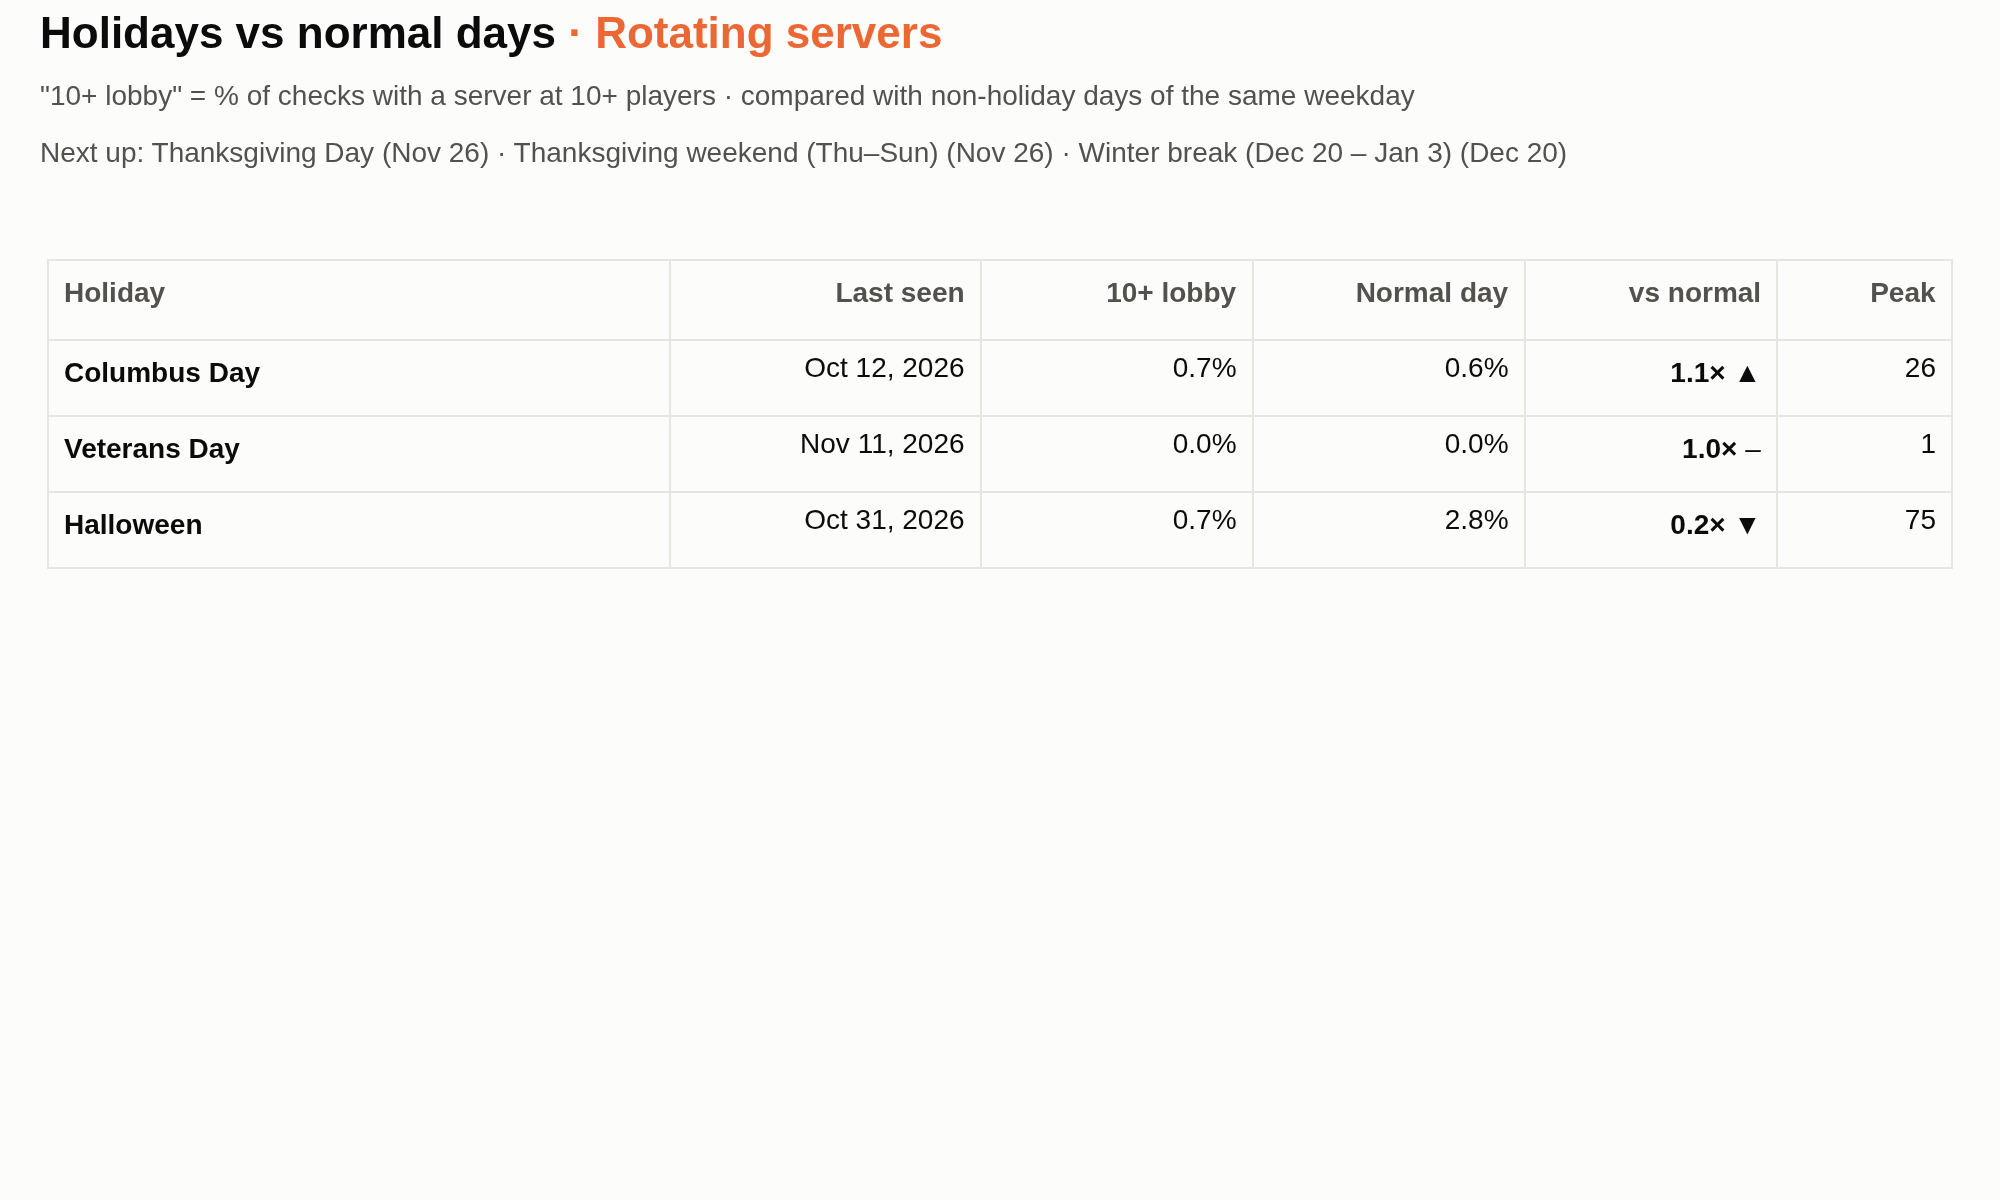 Holidays vs normal days · Rotating servers
"10+ lobby" = % of checks with a server at 10+ players · compared with non-holiday days of the same weekday
Next up: Thanksgiving Day (Nov 26) · Thanksgiving weekend (Thu–Sun) (Nov 26) · Winter break (Dec 20 – Jan 3) (Dec 20)
Holiday Last seen 10+ lobby Normal day vs normal Peak
Columbus Day Oct 12, 2026 0.7% 0.6% 1.1× ▲ 26
Veterans Day Nov 11, 2026 0.0% 0.0% 1.0× – 1
Halloween Oct 31, 2026 0.7% 2.8% 0.2× ▼ 75